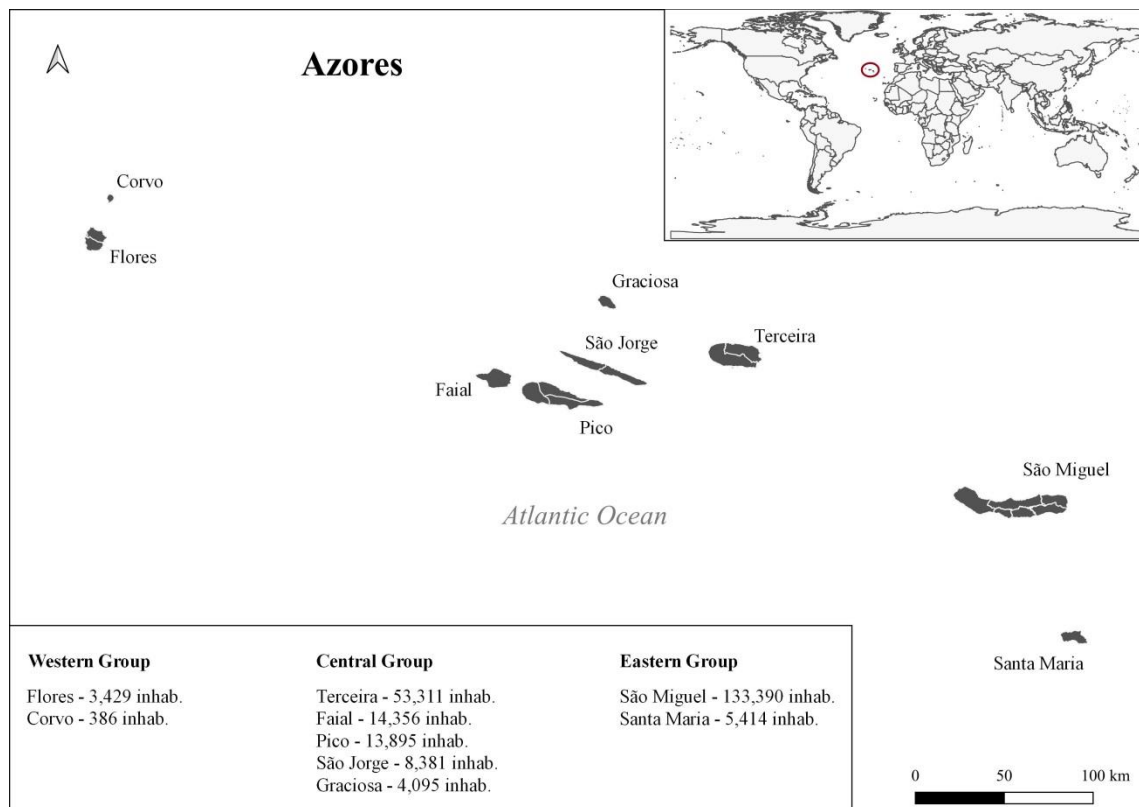 Azores
Corvo
Flores
Graciosa
São Jorge
Terceira
Faial
Pico
São Miguel
Atlantic Ocean
Santa Maria
Western Group
Flores - 3,429 inhab.
Corvo - 386 inhab.
Central Group
Terceira - 53,311 inhab.
Faial - 14,356 inhab.
Pico - 13,895 inhab.
São Jorge - 8,381 inhab.
Graciosa - 4,095 inhab.
Eastern Group
São Miguel - 133,390 inhab.
Santa Maria - 5,414 inhab.
0 50 100 km